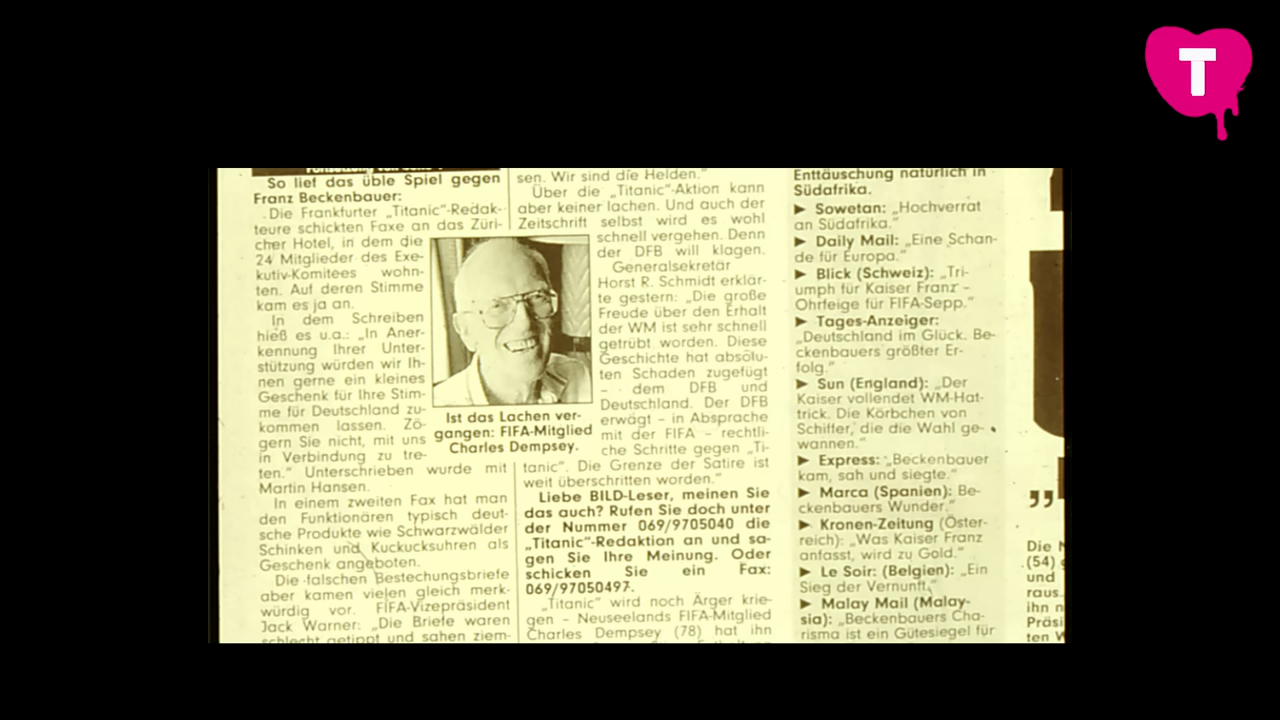 So lief das üble Spiel gegen
Franz Beckenbauer:
Die Frankfurter „Titanic“-Redak-
teure schickten Faxe an das Züri-
cher Hotel, in dem die
24 Mitglieder des Exe-
kutiv-Komitees wohn-
ten. Auf deren Stimme
kam es ja an.
In dem Schreiben
hieß es u.a.: „In Aner-
kennung Ihrer Unter-
stützung würden wir Ih-
nen gerne ein kleines
Geschenk für Ihre Stim-
me für Deutschland zu-
kommen lassen. Zö-
gern Sie nicht, mit uns
in Verbindung zu tre-
ten.“ Unterschrieben wurde mit
Martin Hansen.
In einem zweiten Fax hat man
den Funktionären typisch deut-
sche Produkte wie Schwarzwälder
Schinken und Kuckucksuhren als
Geschenk angeboten.
Die falschen Bestechungsbriefe
aber kamen vielen gleich merk-
würdig vor. FIFA-Vizepräsident
Jack Warner: „Die Briefe waren
schlecht getippt und sahen ziem-
Ist das Lachen ver-
gangen: FIFA-Mitglied
Charles Dempsey.
sen. Wir sind die Helden.“
Über die „Titanic“-Aktion kann
aber keiner lachen. Und auch der
Zeitschrift selbst wird es wohl
schnell vergehen. Denn
der DFB will klagen.
Generalsekretär
Horst R. Schmidt erklär-
te gestern: „Die große
Freude über den Erhalt
der WM ist sehr schnell
getrübt worden. Diese
Geschichte hat absolu-
ten Schaden zugefügt
– dem DFB und
Deutschland. Der DFB
erwägt – in Absprache
mit der FIFA – rechtli-
che Schritte gegen „Ti-
tanic“. Die Grenze der Satire ist
weit überschritten worden.“
Liebe BILD-Leser, meinen Sie
das auch? Rufen Sie doch unter
der Nummer 069/9705040 die
„Titanic“-Redaktion an und sa-
gen Sie Ihre Meinung. Oder
schicken Sie ein Fax:
069/97050497.
„Titanic“ wird noch Ärger krie-
gen – Neuseelands FIFA-Mitglied
Charles Dempsey (78) hat ihn
Enttäuschung natürlich in
Südafrika.
► Sowetan: „Hochverrat
an Südafrika.“
► Daily Mail: „Eine Schan-
de für Europa.“
► Blick (Schweiz): „Tri-
umph für Kaiser Franz –
Ohrfeige für FIFA-Sepp.“
► Tages-Anzeiger:
„Deutschland im Glück. Be-
ckenbauers größter Er-
folg.“
► Sun (England): „Der
Kaiser vollendet WM-Hat-
trick. Die Körbchen von
Schiffer, die die Wahl ge-
wannen.“
► Express: „Beckenbauer
kam, sah und siegte.“
► Marca (Spanien): Be-
ckenbauers Wunder.“
► Kronen-Zeitung (Öster-
reich): „Was Kaiser Franz
anfasst, wird zu Gold.“
► Le Soir: (Belgien): „Ein
Sieg der Vernunft.“
► Malay Mail (Malay-
sia): „Beckenbauers Cha-
risma ist ein Gütesiegel für
”
Die
(54)
und
raus.
ihn
Präsi
ten
T